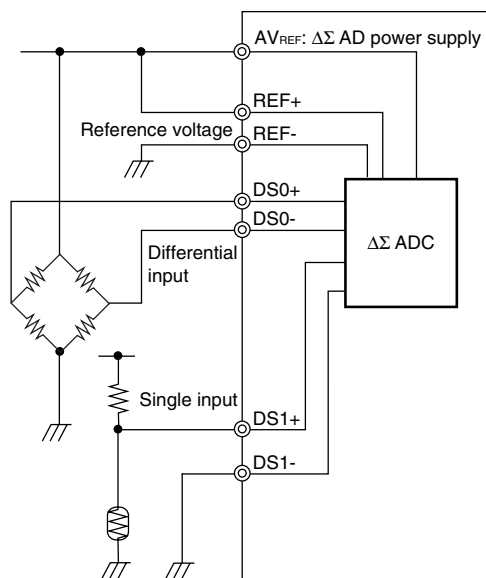 AVREF: ΔΣ AD power supply
REF+
Reference voltage
REF-
DS0+
DS0-
ΔΣ ADC
Differential
input
Single input
DS1+
DS1-